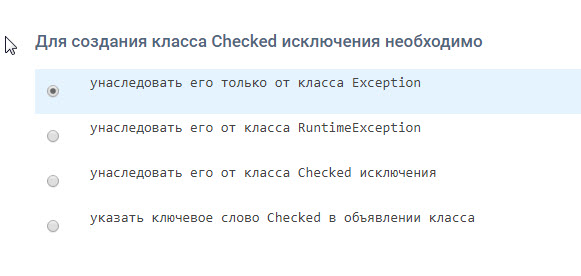 Для создания класса Checked исключения необходимо
унаследовать его только от класса Exception
унаследовать его от класса RuntimeException
унаследовать его от класса Checked исключения
указать ключевое слово Checked в объявлении класса